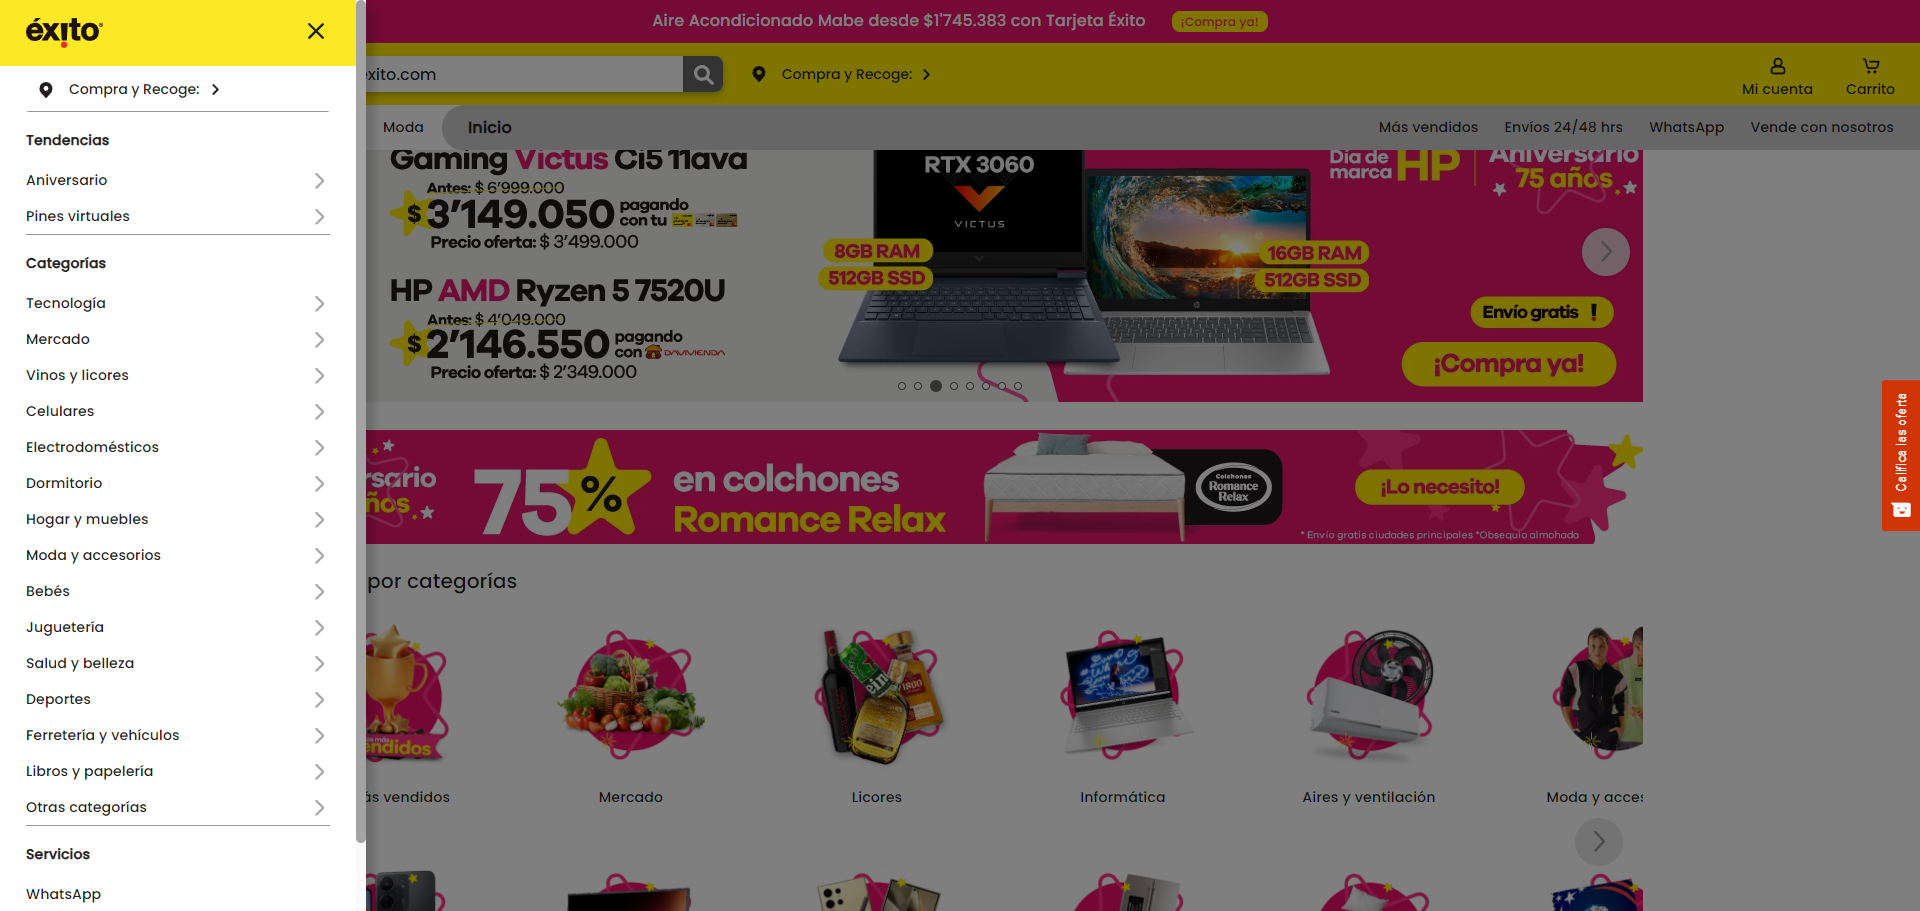 Aire Acondicionado Mabe desde $1'745.383 con Tarjeta Éxito
¡Compra ya!
éxito
Compra y Recoge:
Tendencias
Aniversario
Pines virtuales
Categorías
Tecnología
Mercado
Vinos y licores
Celulares
Electrodomésticos
Dormitorio
Hogar y muebles
Moda y accesorios
Bebés
Juguetería
Salud y belleza
Deportes
Ferretería y vehículos
Libros y papelería
Otras categorías
Servicios
WhatsApp
éxito.com
Compra y Recoge:
Mi cuenta
Carrito
Moda
Inicio
Más vendidos
Envíos 24/48 hrs
WhatsApp
Vende con nosotros
Gaming Victus Ci5 11ava
Antes: $ 6'999.000
$ 3'149.050 pagando con tu
Precio oferta: $ 3'499.000
HP AMD Ryzen 5 7520U
Antes: $ 4'049.000
$ 2'146.550 pagando con DAVIVIENDA
Precio oferta: $ 2'349.000
RTX 3060
VICTUS
8GB RAM
512GB SSD
16GB RAM
512GB SSD
Día de marca HP
Aniversario
75 años.
Envío gratis !
¡Compra ya!
Califica las oferta
75% en colchones
Romance Relax
Colchones
Romance
Relax
¡Lo necesito!
* Envío gratis ciudades principales *Obsequio almohada
por categorías
ás vendidos
Mercado
Licores
Informática
Aires y ventilación
Moda y acces